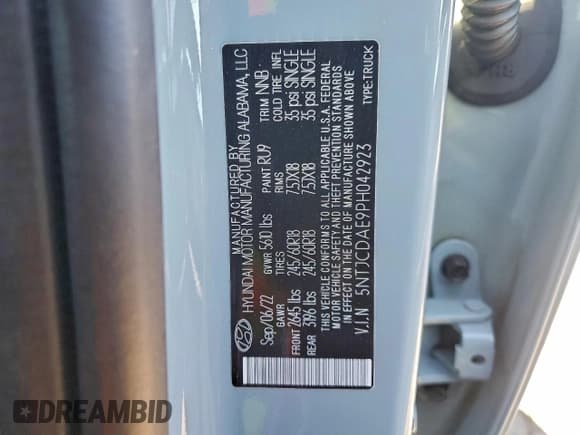 MANUFACTURED BY
HYUNDAI MOTOR MANUFACTURING ALABAMA, LLC
Sep/06/22 GVWR 5610 lbs PAINT RU9 TRIM NNB
GAWR TIRES RIMS COLD TIRE INFL
FRONT 2645 lbs 245/60R18 7.5JX18 35 psi SINGLE
REAR 3196 lbs 245/60R18 7.5JX18 35 psi SINGLE
THIS VEHICLE CONFORMS TO ALL APPLICABLE U.S.A. FEDERAL
MOTOR VEHICLE SAFETY AND THEFT PREVENTION STANDARDS
IN EFFECT ON THE DATE OF MANUFACTURE SHOWN ABOVE
V.I.N 5NTJCDAE9PH042923 TYPE:TRUCK
DREAMBID